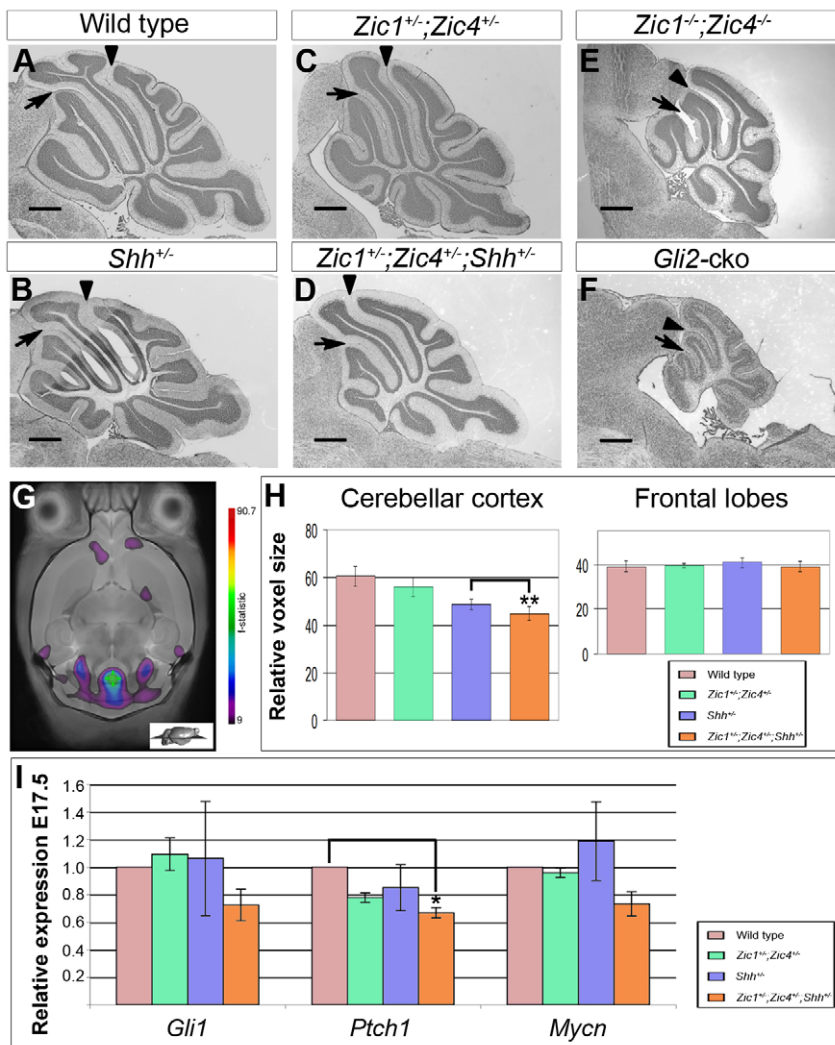 Wild type
Zic1+/-;Zic4+/-
Zic1-/-;Zic4-/-
A
C
E
Shh+/-
Zic1+/-;Zic4+/-;Shh+/-
Gli2-cko
B
D
F
G
90.7
t-statistic
9
H
Cerebellar cortex
Relative voxel size
80
60
40
20
0
**
Frontal lobes
40
20
0
Wild type
Zic1+/-;Zic4+/-
Shh+/-
Zic1+/-;Zic4+/-;Shh+/-
I
Relative expression E17.5
1.6
1.4
1.2
1.0
0.8
0.6
0.4
0.2
*
Gli1
Ptch1
Mycn
Wild type
Zic1+/-;Zic4+/-
Shh+/-
Zic1+/-;Zic4+/-;Shh+/-